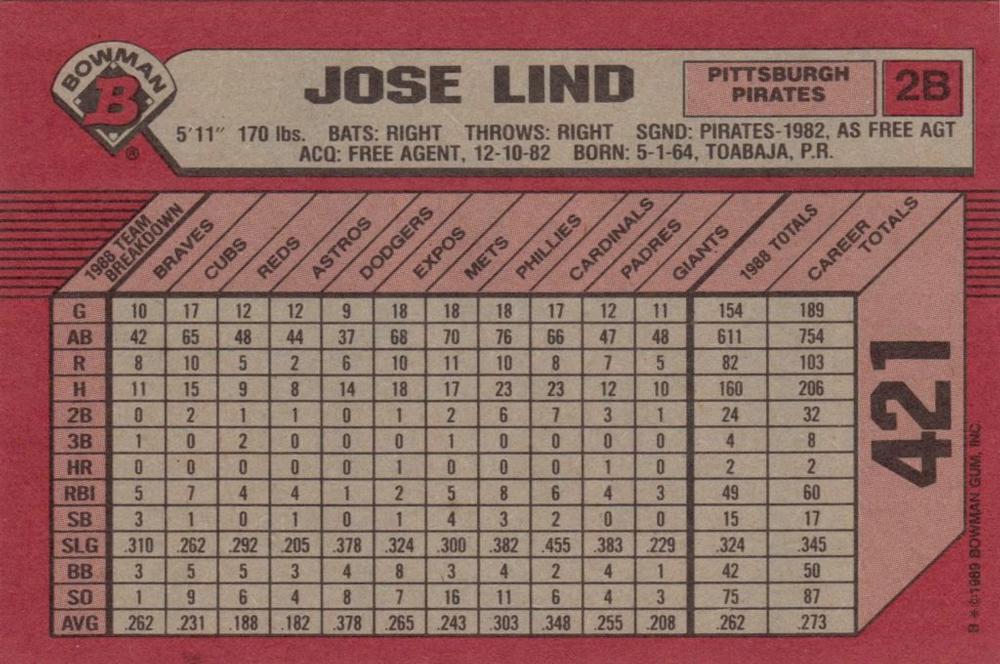 BOWMAN
B
®
JOSE LIND
PITTSBURGH
PIRATES
2B
5'11" 170 lbs. BATS: RIGHT THROWS: RIGHT SGND: PIRATES-1982, AS FREE AGT
ACQ: FREE AGENT, 12-10-82 BORN: 5-1-64, TOABAJA, P.R.
1988 TEAM BREAKDOWN BRAVES CUBS REDS ASTROS DODGERS EXPOS METS PHILLIES CARDINALS PADRES GIANTS 1988 TOTALS CAREER TOTALS
G 10 17 12 12 9 18 18 18 17 12 11 154 189
AB 42 65 48 44 37 68 70 76 66 47 48 611 754
R 8 10 5 2 6 10 11 10 8 7 5 82 103
H 11 15 9 8 14 18 17 23 23 12 10 160 206
2B 0 2 1 1 0 1 2 6 7 3 1 24 32
3B 1 0 2 0 0 0 1 0 0 0 0 4 8
HR 0 0 0 0 0 1 0 0 0 1 0 2 2
RBI 5 7 4 4 1 2 5 8 6 4 3 49 60
SB 3 1 0 1 0 1 4 3 2 0 0 15 17
SLG .310 .262 .292 .205 .378 .324 .300 .382 .455 .383 .229 .324 .345
BB 3 5 5 3 4 8 3 4 2 4 1 42 50
SO 1 9 6 4 8 7 16 11 6 4 3 75 87
AVG .262 .231 .188 .182 .378 .265 .243 .303 .348 .255 .208 .262 .273
421
B * © 1989 BOWMAN GUM, INC.